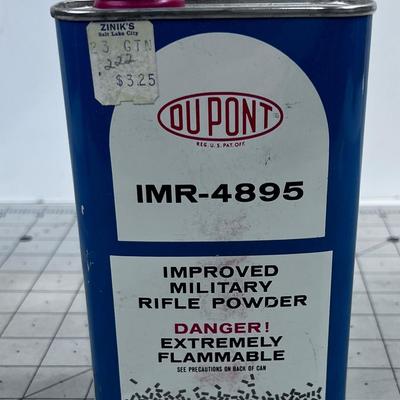 ZINIK'S
Salt Lake City
23 GTN
222
$3.25
DU PONT
REG. U.S. PAT. OFF.
IMR-4895
IMPROVED
MILITARY
RIFLE POWDER
DANGER!
EXTREMELY
FLAMMABLE
SEE PRECAUTIONS ON BACK OF CAN